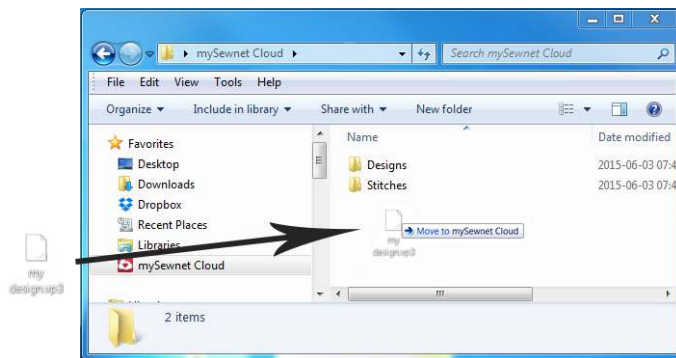 mySewnet Cloud
Search mySewnet Cloud
File Edit View Tools Help
Organize Include in library Share with New folder
Favorites
Desktop
Downloads
Dropbox
Recent Places
Libraries
mySewnet Cloud
Name Date modified
Designs 2015-06-03 07:4
Stitches 2015-06-03 07:4
my
design.vp3
Move to mySewnet Cloud
my
design.vp3
2 items